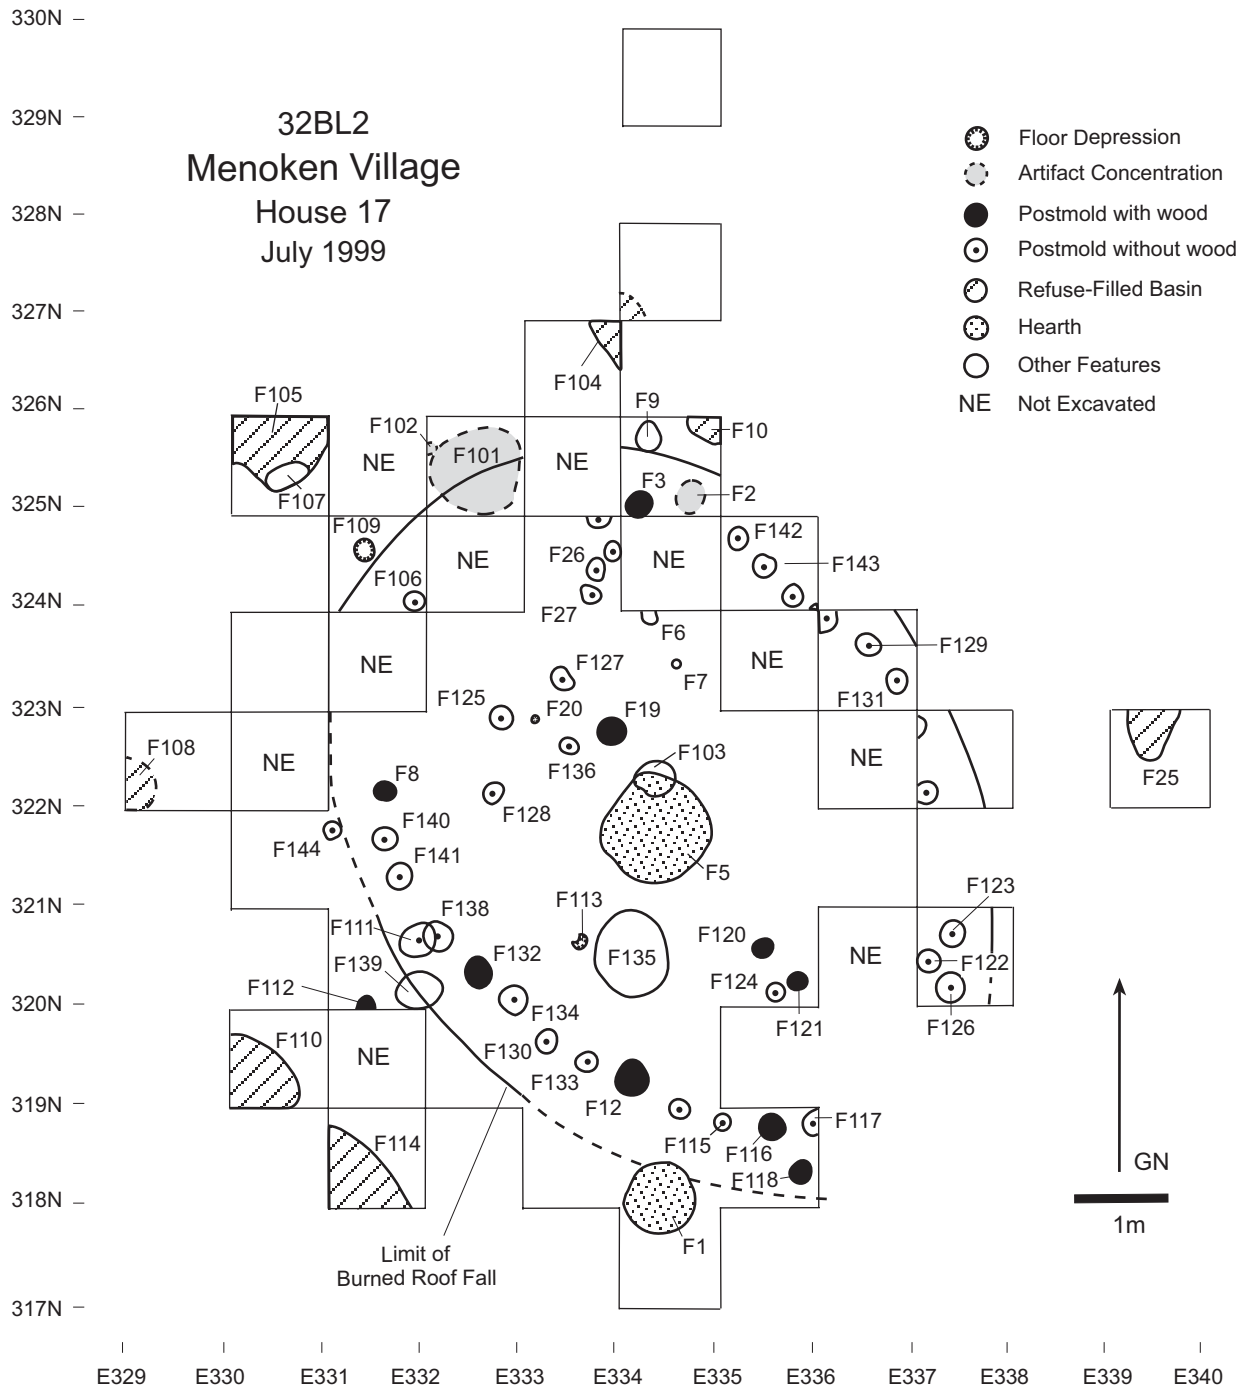 330N
329N
32BL2
Menoken Village
House 17
July 1999
Floor Depression
Artifact Concentration
Postmold with wood
Postmold without wood
Refuse-Filled Basin
Hearth
Other Features
NE Not Excavated
328N
327N
326N
F104
F105
F9
F102
F10
F101
NE
NE
F3
F2
F107
325N
F109
F142
F26
NE
NE
F143
F106
324N
F27
F6
F129
NE
F127
NE
F7
F125
F131
323N
F20
F19
F108
F103
NE
F136
NE
F8
F25
322N
F128
F140
F144
F141
F5
321N
F138
F113
F123
F111
F120
F132
F135
NE
F139
F122
F124
F112
320N
F134
F121
F126
F110
NE
F130
F133
319N
F12
F117
F114
F115
F116
F118
GN
318N
1m
F1
Limit of
Burned Roof Fall
317N
E329 E330 E331 E332 E333 E334 E335 E336 E337 E338 E339 E340